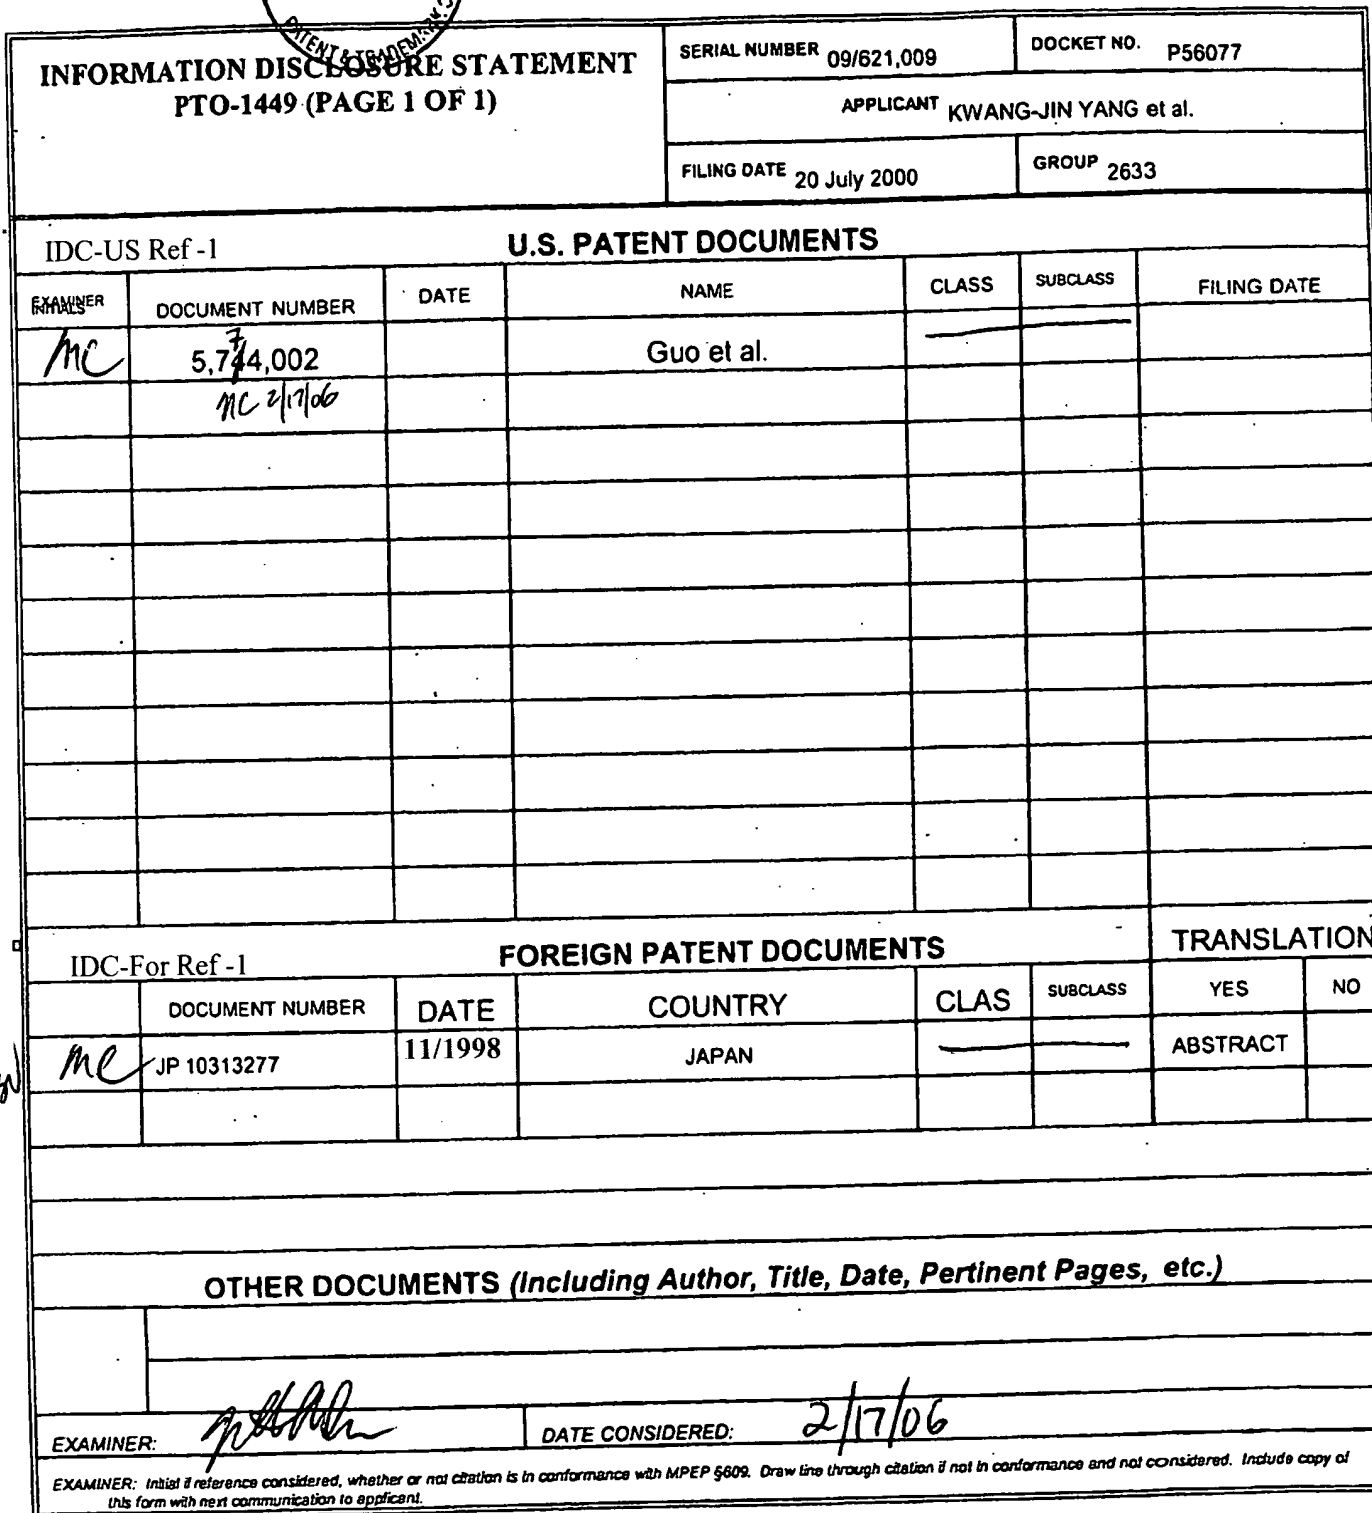 PATENT & TRADEMARK
INFORMATION DISCLOSURE STATEMENT
PTO-1449 (PAGE 1 OF 1)
SERIAL NUMBER 09/621,009
DOCKET NO. P56077
APPLICANT KWANG-JIN YANG et al.
FILING DATE 20 July 2000
GROUP 2633
IDC-US Ref -1
U.S. PATENT DOCUMENTS
EXAMINER INITIALS
DOCUMENT NUMBER
DATE
NAME
CLASS
SUBCLASS
FILING DATE
MC
7
5,744,002
Guo et al.
MC 2/17/06
IDC-For Ref -1
FOREIGN PATENT DOCUMENTS
TRANSLATION
DOCUMENT NUMBER
DATE
COUNTRY
CLAS
SUBCLASS
YES
NO
MC
JP 10313277
11/1998
JAPAN
ABSTRACT
OTHER DOCUMENTS (Including Author, Title, Date, Pertinent Pages, etc.)
EXAMINER:
DATE CONSIDERED: 2/17/06
EXAMINER: Initial if reference considered, whether or not citation is in conformance with MPEP §609. Draw line through citation if not in conformance and not considered. Include copy of
this form with next communication to applicant.